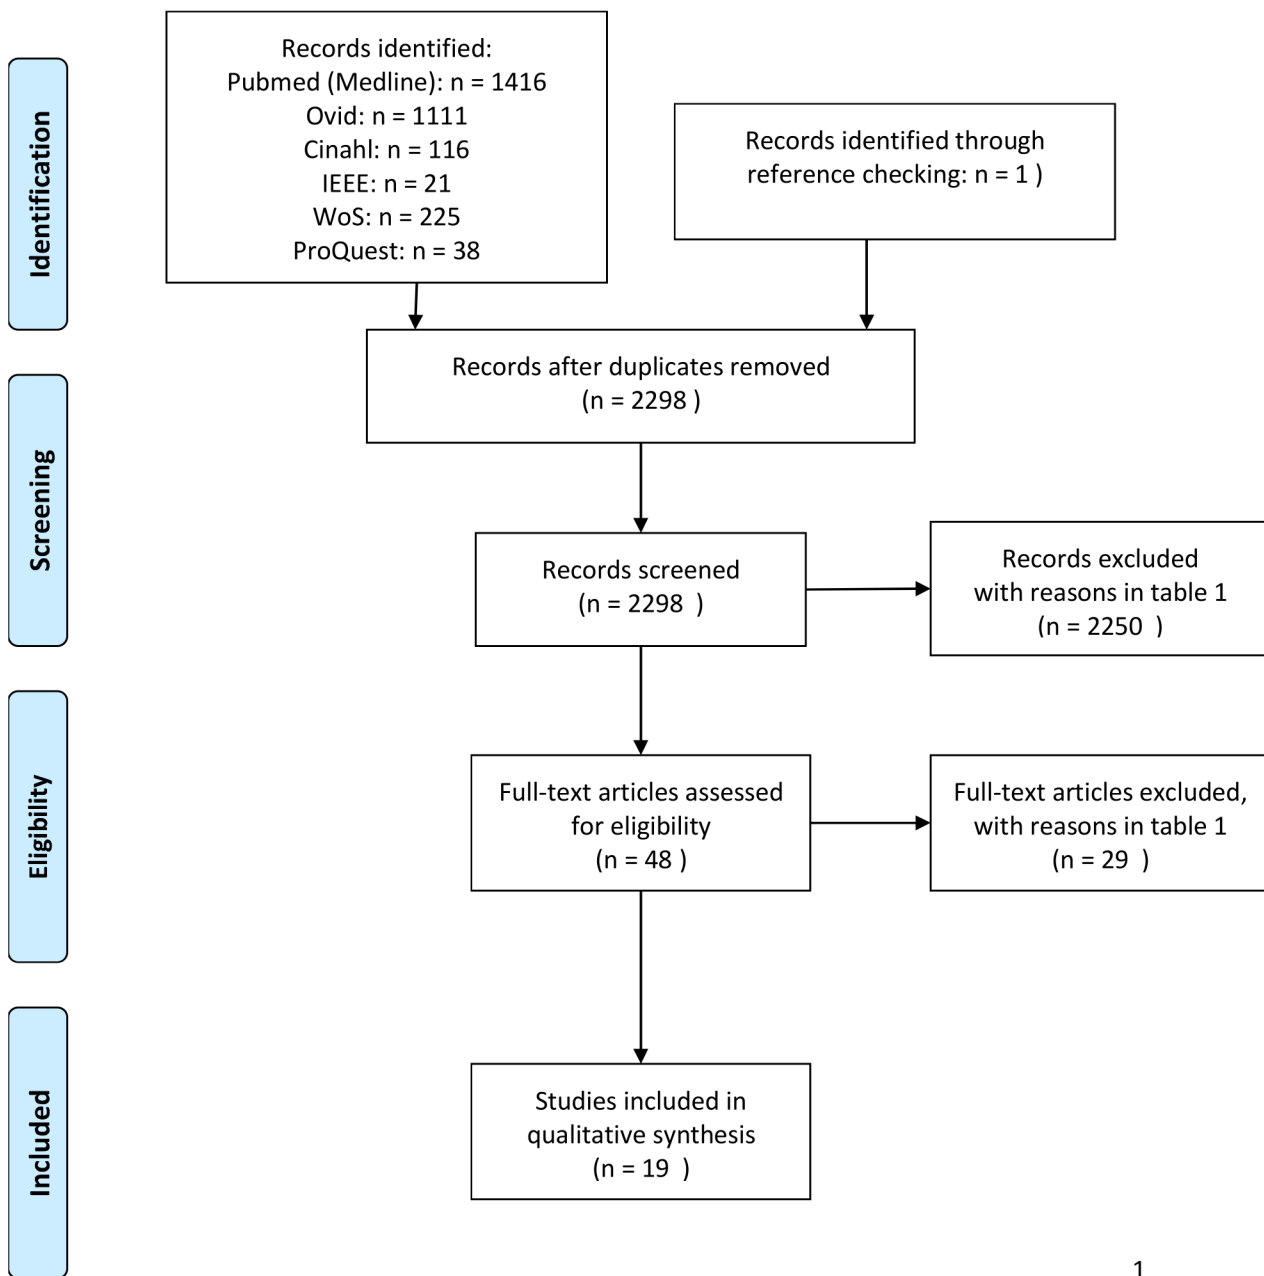 Identification
Records identified:
Pubmed (Medline): n = 1416
Ovid: n = 1111
Cinahl: n = 116
IEEE: n = 21
WoS: n = 225
ProQuest: n = 38
Records identified through
reference checking: n = 1 )
Records after duplicates removed
(n = 2298 )
Screening
Records screened
(n = 2298 )
Records excluded
with reasons in table 1
(n = 2250 )
Eligibility
Full-text articles assessed
for eligibility
(n = 48 )
Full-text articles excluded,
with reasons in table 1
(n = 29 )
Included
Studies included in
qualitative synthesis
(n = 19 )
1